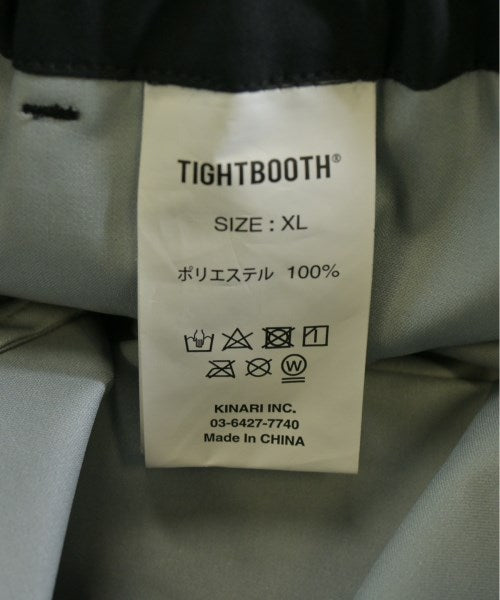 TIGHTBOOTH®
SIZE : XL
ポリエステル 100%
W
KINARI INC.
03-6427-7740
Made In CHINA